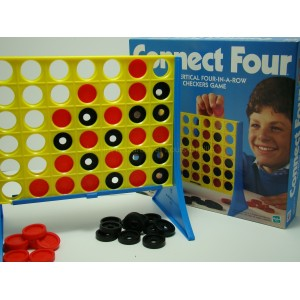 Connect Four
VERTICAL FOUR-IN-A-ROW
CHECKERS GAME